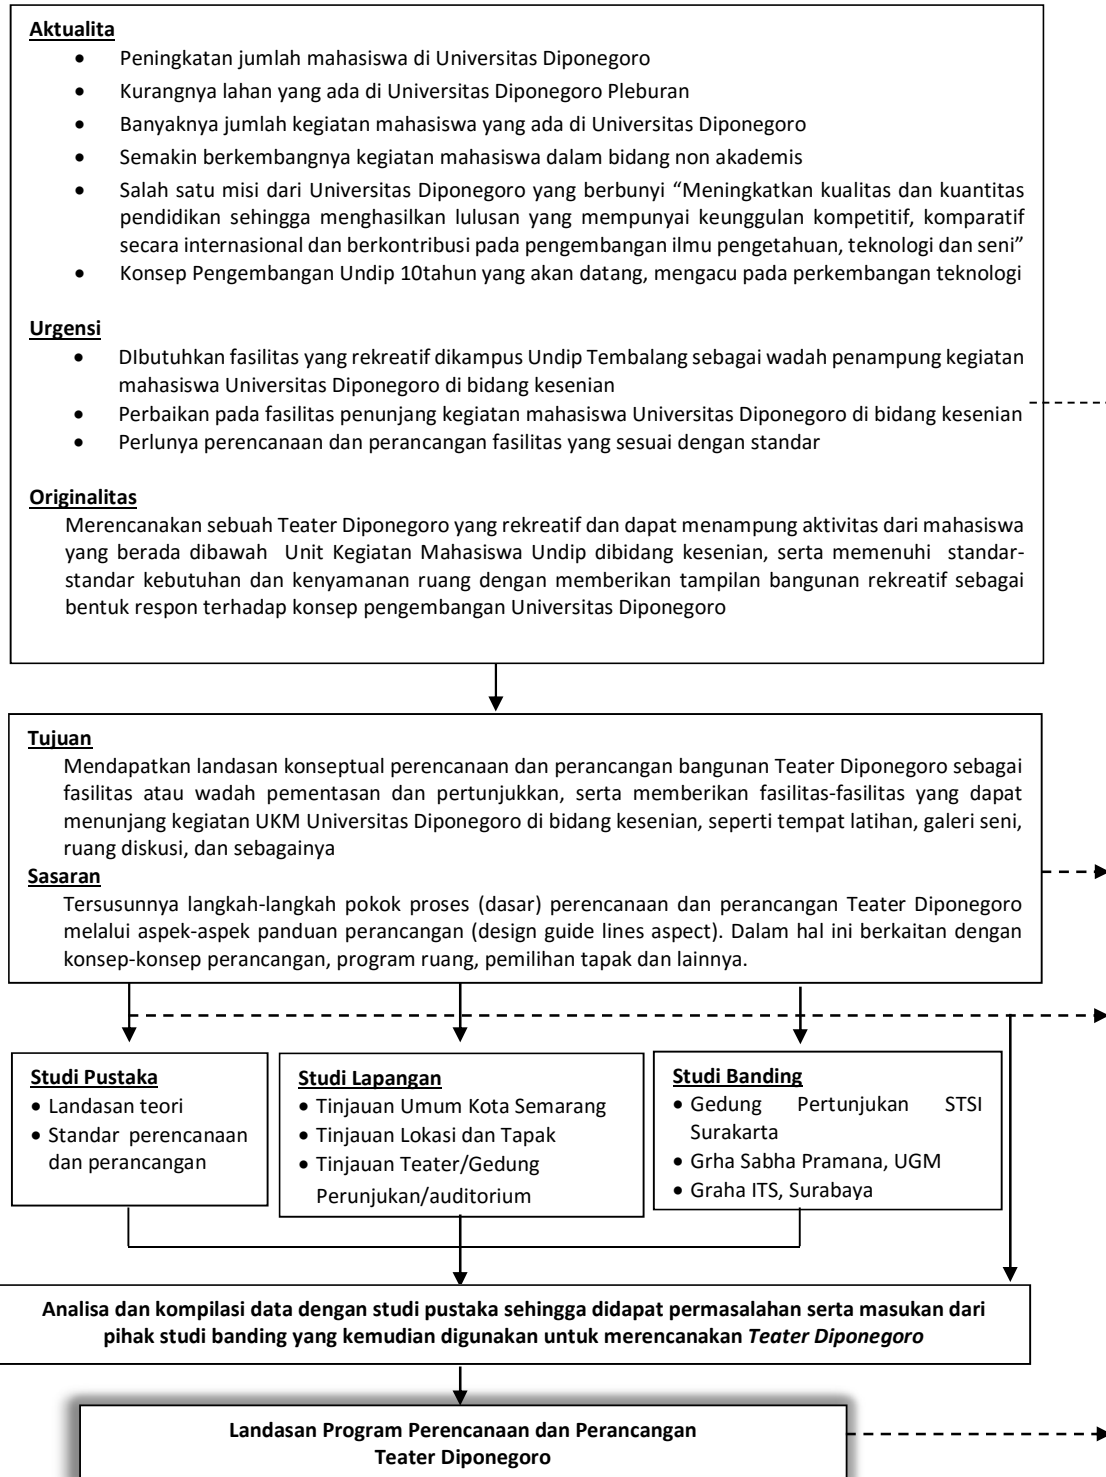 Aktualita
• Peningkatan jumlah mahasiswa di Universitas Diponegoro
• Kurangnya lahan yang ada di Universitas Diponegoro Pleburan
• Banyaknya jumlah kegiatan mahasiswa yang ada di Universitas Diponegoro
• Semakin berkembangnya kegiatan mahasiswa dalam bidang non akademis
• Salah satu misi dari Universitas Diponegoro yang berbunyi “Meningkatkan kualitas dan kuantitas
pendidikan sehingga menghasilkan lulusan yang mempunyai keunggulan kompetitif, komparatif
secara internasional dan berkontribusi pada pengembangan ilmu pengetahuan, teknologi dan seni”
• Konsep Pengembangan Undip 10tahun yang akan datang, mengacu pada perkembangan teknologi
Urgensi
• DIbutuhkan fasilitas yang rekreatif dikampus Undip Tembalang sebagai wadah penampung kegiatan
mahasiswa Universitas Diponegoro di bidang kesenian
• Perbaikan pada fasilitas penunjang kegiatan mahasiswa Universitas Diponegoro di bidang kesenian
• Perlunya perencanaan dan perancangan fasilitas yang sesuai dengan standar
Originalitas
Merencanakan sebuah Teater Diponegoro yang rekreatif dan dapat menampung aktivitas dari mahasiswa
yang berada dibawah Unit Kegiatan Mahasiswa Undip dibidang kesenian, serta memenuhi standar-
standar kebutuhan dan kenyamanan ruang dengan memberikan tampilan bangunan rekreatif sebagai
bentuk respon terhadap konsep pengembangan Universitas Diponegoro
Tujuan
Mendapatkan landasan konseptual perencanaan dan perancangan bangunan Teater Diponegoro sebagai
fasilitas atau wadah pementasan dan pertunjukkan, serta memberikan fasilitas-fasilitas yang dapat
menunjang kegiatan UKM Universitas Diponegoro di bidang kesenian, seperti tempat latihan, galeri seni,
ruang diskusi, dan sebagainya
Sasaran
Tersusunnya langkah-langkah pokok proses (dasar) perencanaan dan perancangan Teater Diponegoro
melalui aspek-aspek panduan perancangan (design guide lines aspect). Dalam hal ini berkaitan dengan
konsep-konsep perancangan, program ruang, pemilihan tapak dan lainnya.
Studi Pustaka
• Landasan teori
• Standar perencanaan
dan perancangan
Studi Lapangan
• Tinjauan Umum Kota Semarang
• Tinjauan Lokasi dan Tapak
• Tinjauan Teater/Gedung
Perunjukan/auditorium
Studi Banding
• Gedung Pertunjukan STSI
Surakarta
• Grha Sabha Pramana, UGM
• Graha ITS, Surabaya
Analisa dan kompilasi data dengan studi pustaka sehingga didapat permasalahan serta masukan dari
pihak studi banding yang kemudian digunakan untuk merencanakan Teater Diponegoro
Landasan Program Perencanaan dan Perancangan
Teater Diponegoro